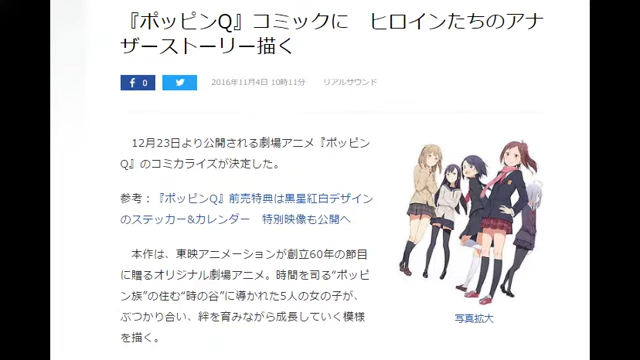 『ポッピンQ』コミックに　ヒロインたちのアナ
ザーストーリー描く
f 0
2016年11月4日 10時11分　リアルサウンド
12月23日より公開される劇場アニメ『ポッピン
Q』のコミカライズが決定した。
参考：『ポッピンQ』前売特典は黒星紅白デザイン
のステッカー&カレンダー　特別映像も公開へ
本作は、東映アニメーションが創立60年の節目
に贈るオリジナル劇場アニメ。時間を司る“ポッピ
ン族”の住む“時の谷”に導かれた5人の女の子が、
ぶつかり合い、絆を育みながら成長していく模様
を描く。
写真拡大